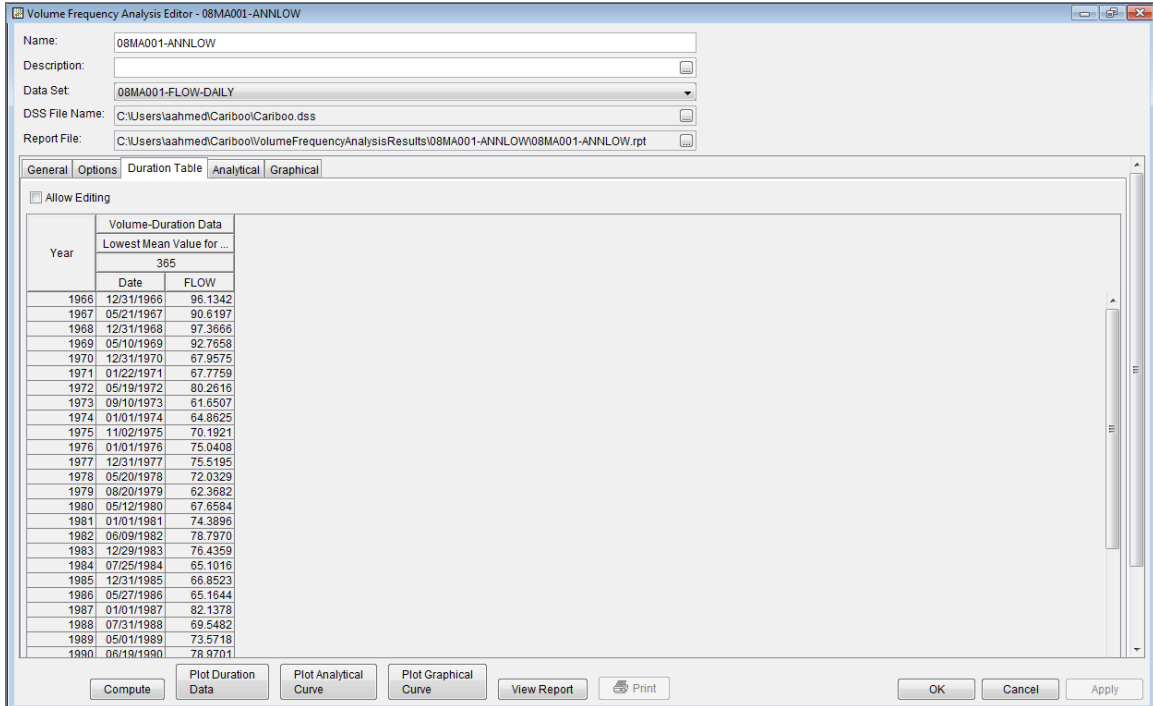 Volume Frequency Analysis Editor - 08MA001-ANNLOW
Name: 08MA001-ANNLOW
Description: ...
Data Set: 08MA001-FLOW-DAILY
DSS File Name: C:\Users\aahmed\Cariboo\Cariboo.dss ...
Report File: C:\Users\aahmed\Cariboo\VolumeFrequencyAnalysisResults\08MA001-ANNLOW\08MA001-ANNLOW.rpt ...
General Options Duration Table Analytical Graphical
Allow Editing
Volume-Duration Data
Lowest Mean Value for ...
Year
365
Date FLOW
1966 12/31/1966 96.1342
1967 05/21/1967 90.6197
1968 12/31/1968 97.3666
1969 05/10/1969 92.7658
1970 12/31/1970 67.9575
1971 01/22/1971 67.7759
1972 05/19/1972 80.2616
1973 09/10/1973 61.6507
1974 01/01/1974 64.8625
1975 11/02/1975 70.1921
1976 01/01/1976 75.0408
1977 12/31/1977 75.5195
1978 05/20/1978 72.0329
1979 08/20/1979 62.3682
1980 05/12/1980 67.6584
1981 01/01/1981 74.3896
1982 06/09/1982 78.7970
1983 12/29/1983 76.4359
1984 07/25/1984 65.1016
1985 12/31/1985 66.8523
1986 05/27/1986 65.1644
1987 01/01/1987 82.1378
1988 07/31/1988 69.5482
1989 05/01/1989 73.5718
1990 06/19/1990 78.9701
Compute Plot Duration Data Plot Analytical Curve Plot Graphical Curve View Report Print OK Cancel Apply